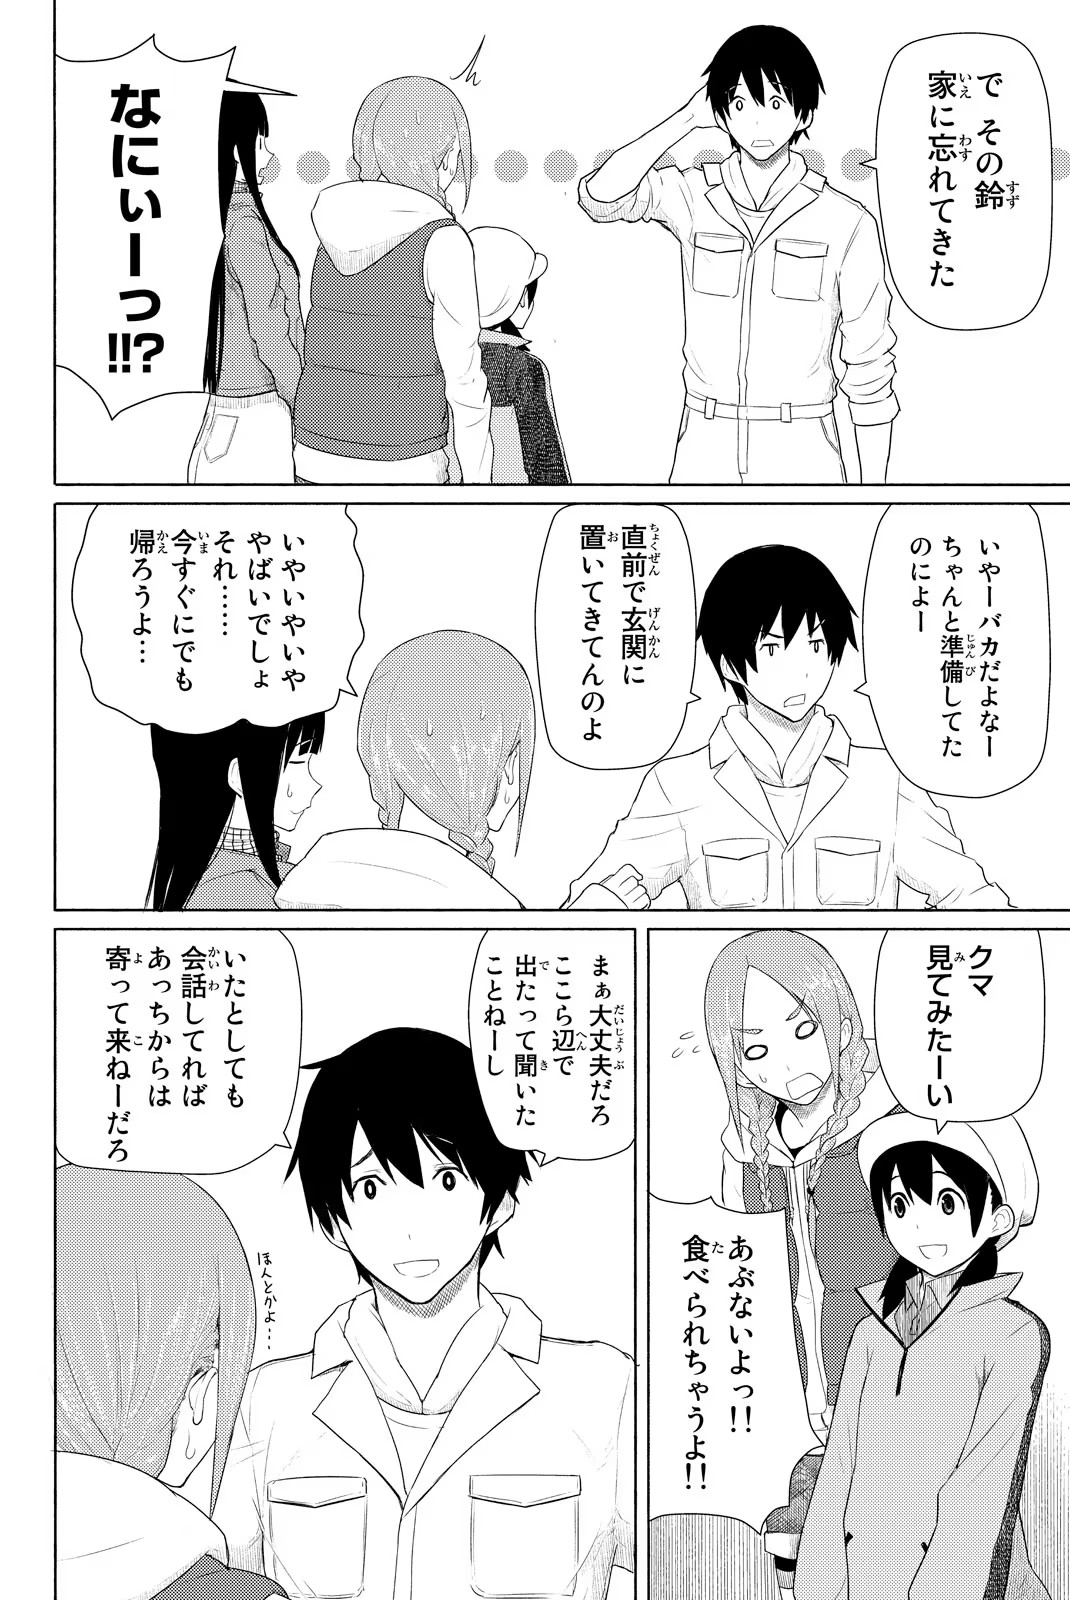 で その鈴
家に忘れてきた
なにぃーっ!!?
いやーバカだよなー
ちゃんと準備してた
のによー
直前で玄関に
置いてきてんのよ
いやいやいや
やばいでしょ
それ……
今すぐにでも
帰ろうよ…
クマ
見てみたーい
あぶないよっ!!
食べられちゃうよ!!
まぁ大丈夫だろ
ここら辺で
出たって聞いた
ことねーし
いたとしても
会話してれば
あっちからは
寄って来ねーだろ
ほんとかよ…